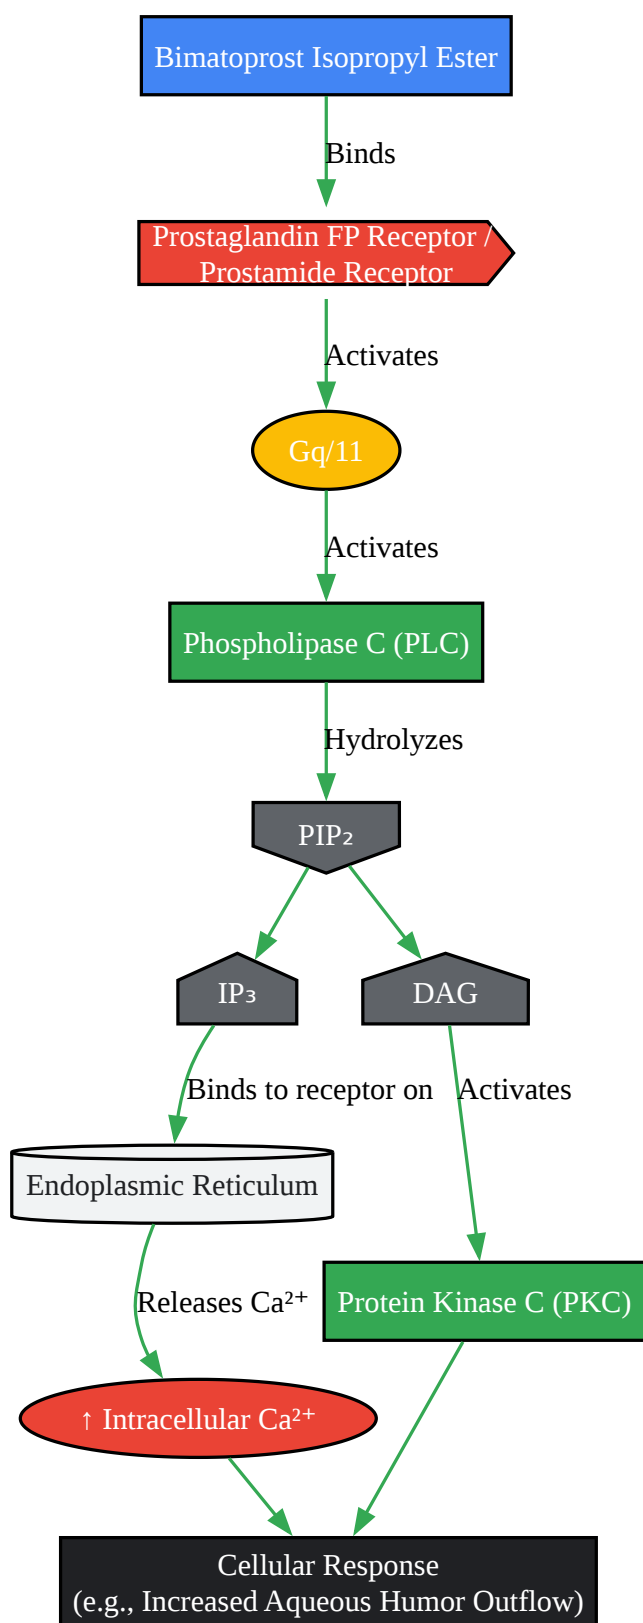 Bimatoprost Isopropyl Ester
Binds
Prostaglandin FP Receptor /
Prostamide Receptor
Activates
Gq/11
Activates
Phospholipase C (PLC)
Hydrolyzes
PIP₂
IP₃
DAG
Binds to receptor on
Activates
Endoplasmic Reticulum
Releases Ca²⁺
Protein Kinase C (PKC)
↑ Intracellular Ca²⁺
Cellular Response
(e.g., Increased Aqueous Humor Outflow)